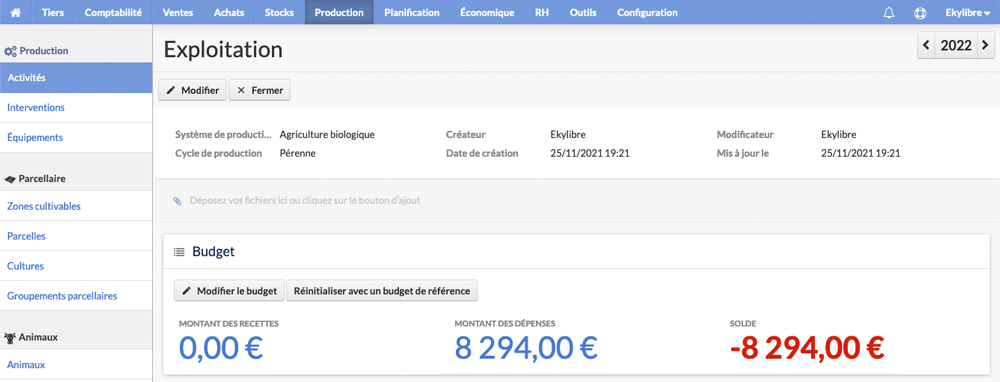 Tiers Comptabilité Ventes Achats Stocks Production Planification Économique RH Outils Configuration Ekylibre
Production
Activités
Interventions
Équipements
Parcellaire
Zones cultivables
Parcelles
Cultures
Groupements parcellaires
Animaux
Animaux
Exploitation
2022
Modifier Fermer
Système de producti... Agriculture biologique Créateur Ekylibre Modificateur Ekylibre
Cycle de production Pérenne Date de création 25/11/2021 19:21 Mis à jour le 25/11/2021 19:21
Déposez vos fichiers ici ou cliquez sur le bouton d'ajout
Budget
Modifier le budget Réinitialiser avec un budget de référence
MONTANT DES RECETTES MONTANT DES DÉPENSES SOLDE
0,00 € 8 294,00 € -8 294,00 €